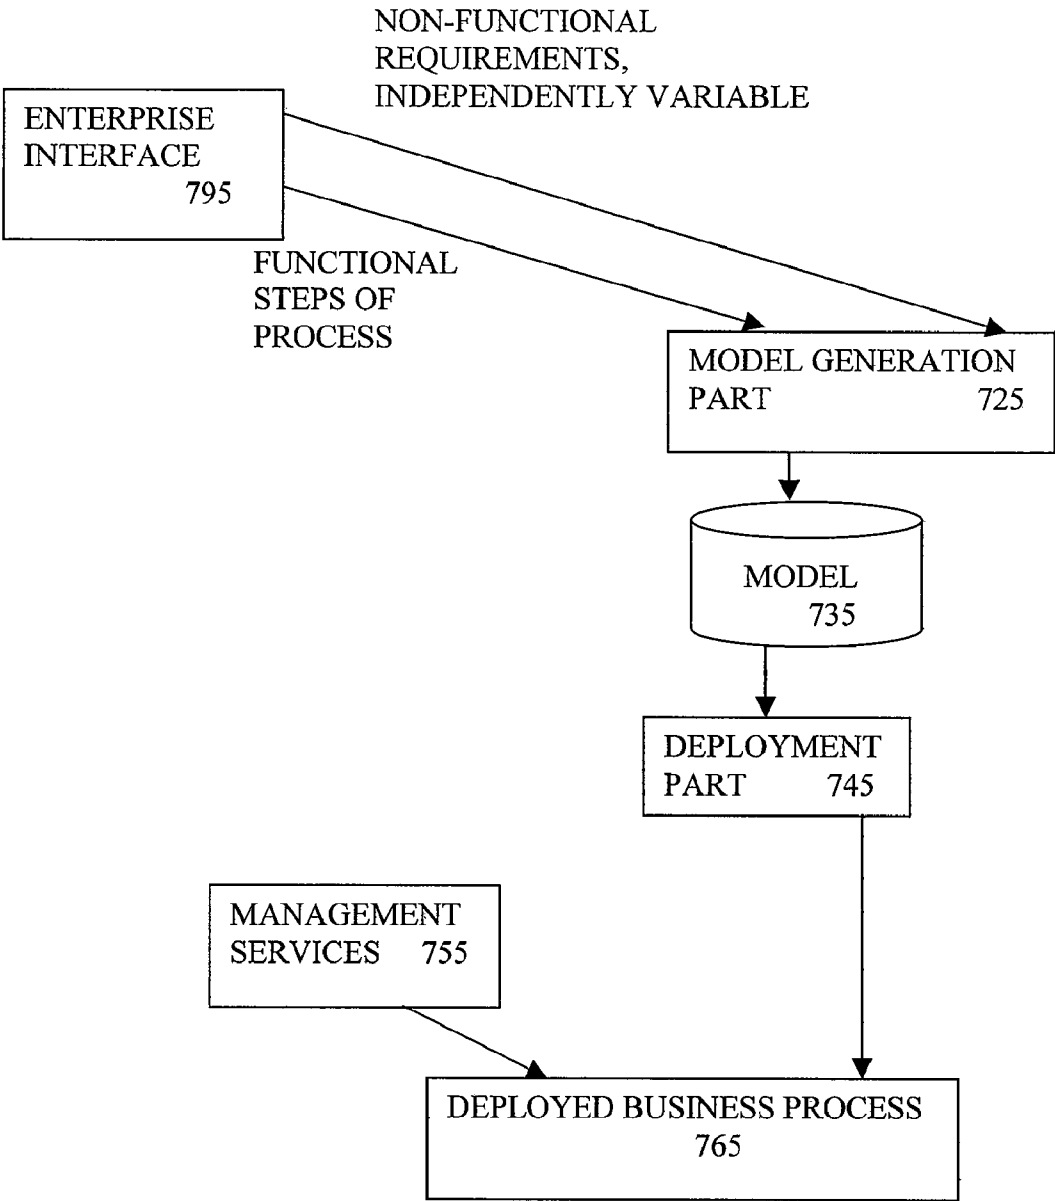 NON-FUNCTIONAL
REQUIREMENTS,
INDEPENDENTLY VARIABLE
ENTERPRISE
INTERFACE
795
FUNCTIONAL
STEPS OF
PROCESS
MODEL GENERATION
PART 725
MODEL
735
DEPLOYMENT
PART 745
MANAGEMENT
SERVICES 755
DEPLOYED BUSINESS PROCESS
765